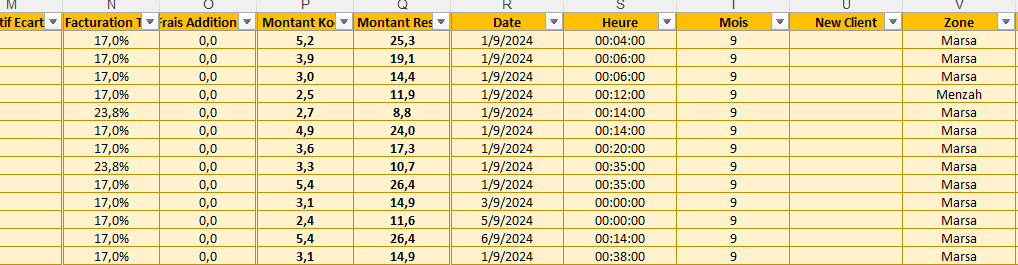 M N O P Q R S T U V
tif Ecart Facturation T Frais Addition Montant Ko Montant Res Date Heure Mois New Client Zone
17,0% 0,0 5,2 25,3 1/9/2024 00:04:00 9 Marsa
17,0% 0,0 3,9 19,1 1/9/2024 00:06:00 9 Marsa
17,0% 0,0 3,0 14,4 1/9/2024 00:06:00 9 Marsa
17,0% 0,0 2,5 11,9 1/9/2024 00:12:00 9 Menzah
23,8% 0,0 2,7 8,8 1/9/2024 00:14:00 9 Marsa
17,0% 0,0 4,9 24,0 1/9/2024 00:14:00 9 Marsa
17,0% 0,0 3,6 17,3 1/9/2024 00:20:00 9 Marsa
23,8% 0,0 3,3 10,7 1/9/2024 00:35:00 9 Marsa
17,0% 0,0 5,4 26,4 1/9/2024 00:35:00 9 Marsa
17,0% 0,0 3,1 14,9 3/9/2024 00:00:00 9 Marsa
17,0% 0,0 2,4 11,6 5/9/2024 00:00:00 9 Marsa
17,0% 0,0 5,4 26,4 6/9/2024 00:14:00 9 Marsa
17,0% 0,0 3,1 14,9 1/9/2024 00:38:00 9 Marsa